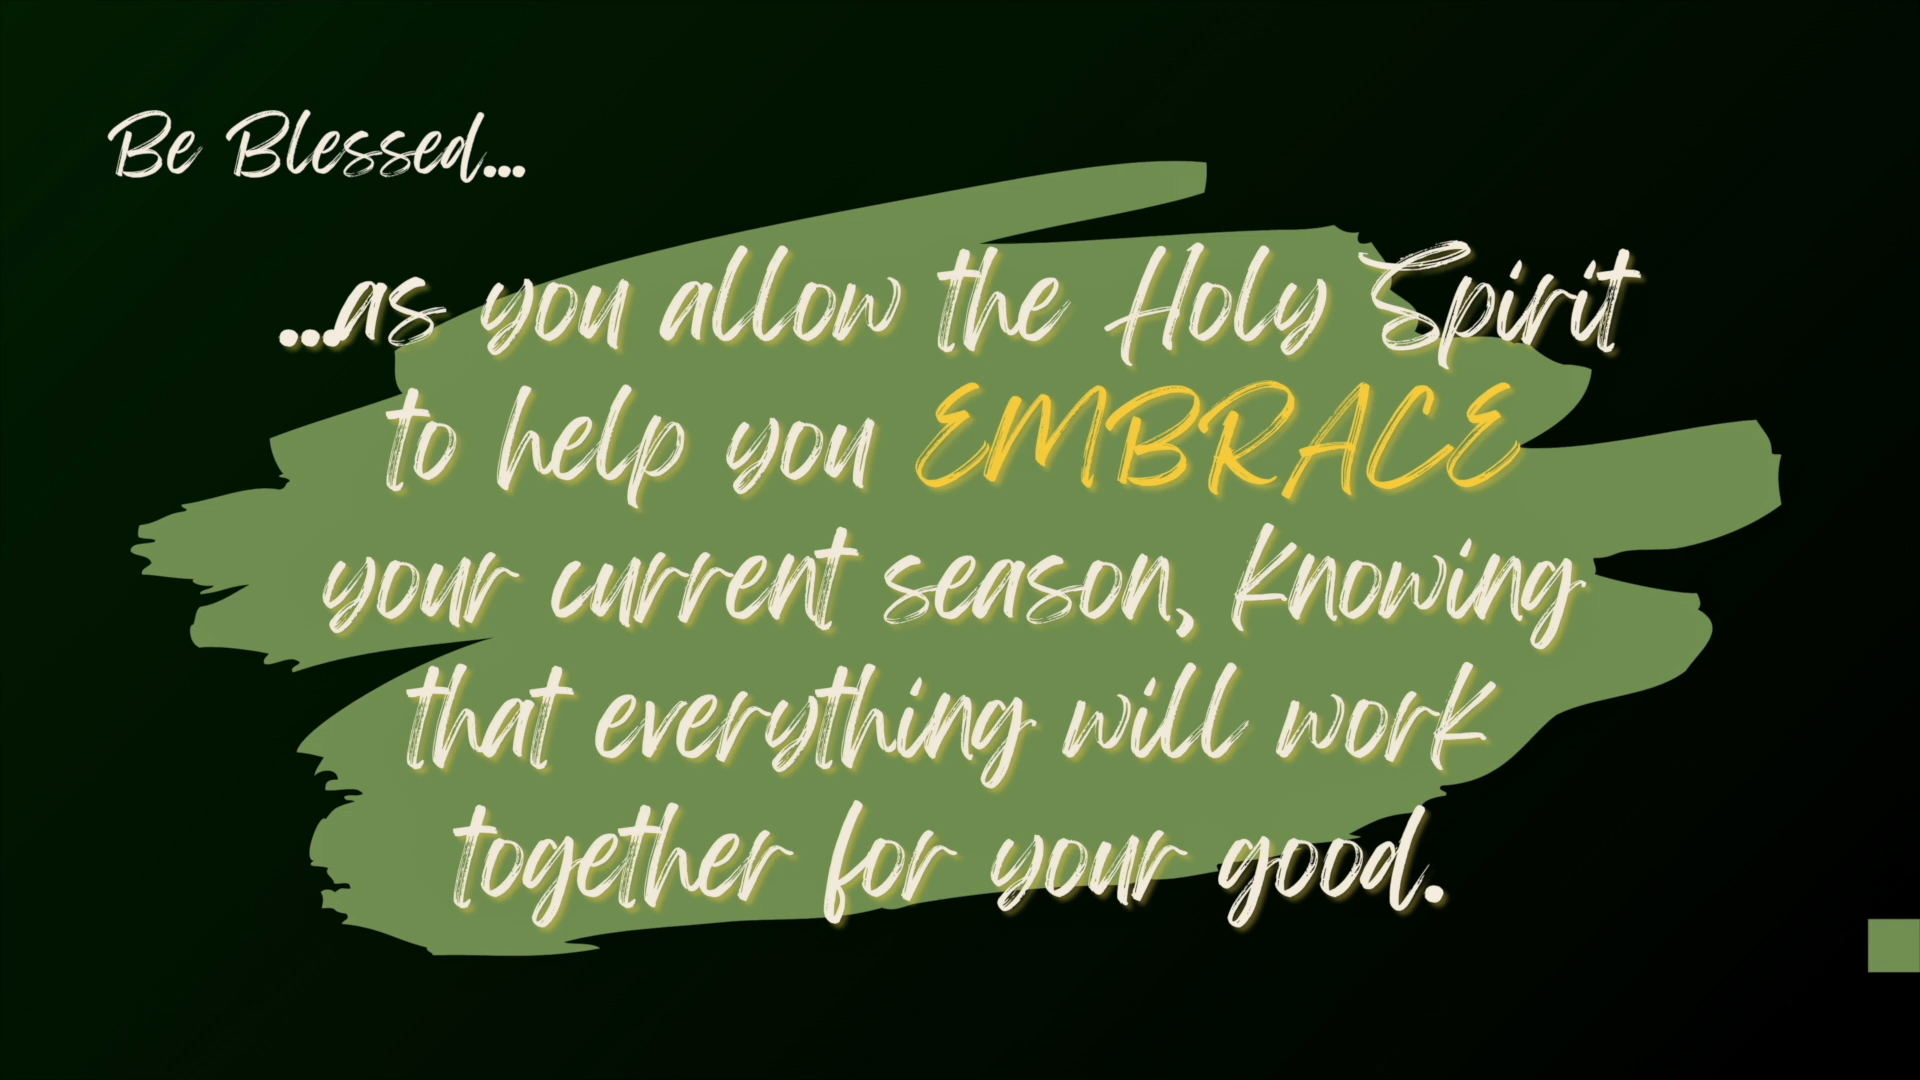 Be Blessed...
...as you allow the Holy Spirit
to help you EMBRACE
your current season, knowing
that everything will work
together for your good.